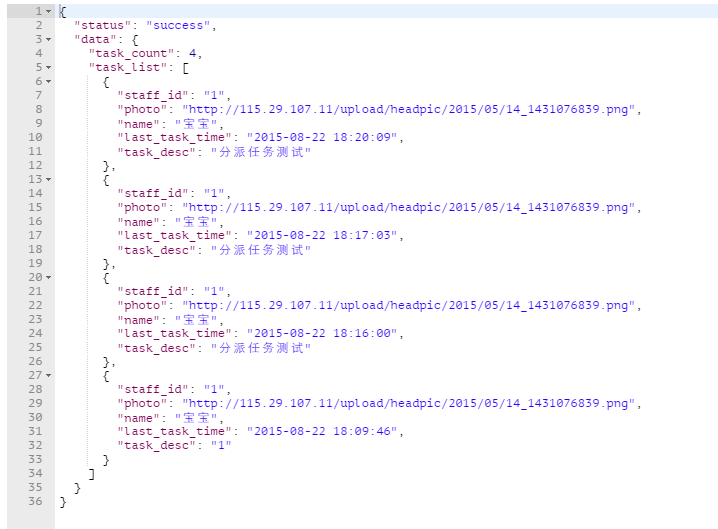 1 {
2 "status": "success",
3 "data": {
4 "task_count": 4,
5 "task_list": [
6 {
7 "staff_id": "1",
8 "photo": "http://115.29.107.11/upload/headpic/2015/05/14_1431076839.png",
9 "name": "宝宝",
10 "last_task_time": "2015-08-22 18:20:09",
11 "task_desc": "分派任务测试"
12 },
13 {
14 "staff_id": "1",
15 "photo": "http://115.29.107.11/upload/headpic/2015/05/14_1431076839.png",
16 "name": "宝宝",
17 "last_task_time": "2015-08-22 18:17:03",
18 "task_desc": "分派任务测试"
19 },
20 {
21 "staff_id": "1",
22 "photo": "http://115.29.107.11/upload/headpic/2015/05/14_1431076839.png",
23 "name": "宝宝",
24 "last_task_time": "2015-08-22 18:16:00",
25 "task_desc": "分派任务测试"
26 },
27 {
28 "staff_id": "1",
29 "photo": "http://115.29.107.11/upload/headpic/2015/05/14_1431076839.png",
30 "name": "宝宝",
31 "last_task_time": "2015-08-22 18:09:46",
32 "task_desc": "1"
33 }
34 ]
35 }
36 }